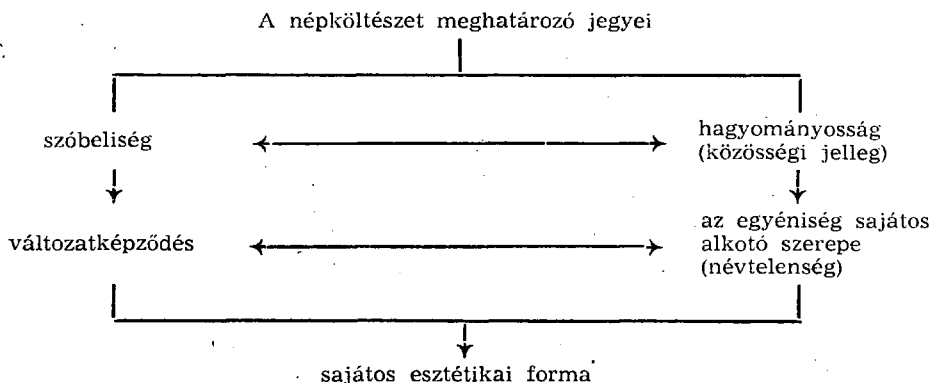 A népköltészet meghatározó jegyei
szóbeliség
hagyományosság
(közösségi jelleg)
változatképződés
az egyéniség sajátos
alkotó szerepe
(névtelenség)
sajátos esztétikai forma